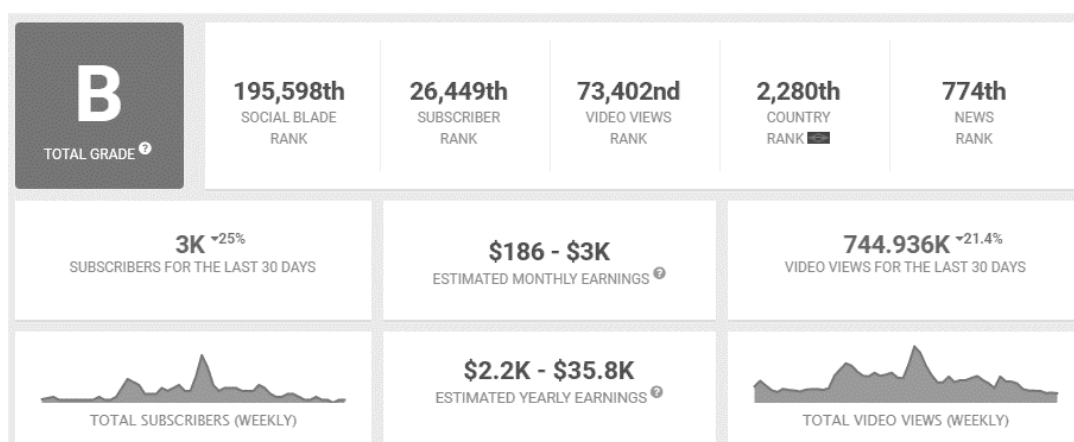 B
TOTAL GRADE ?
195,598th
SOCIAL BLADE
RANK
26,449th
SUBSCRIBER
RANK
73,402nd
VIDEO VIEWS
RANK
2,280th
COUNTRY
RANK
774th
NEWS
RANK
3K 25%
SUBSCRIBERS FOR THE LAST 30 DAYS
$186 - $3K
ESTIMATED MONTHLY EARNINGS ?
744.936K 21.4%
VIDEO VIEWS FOR THE LAST 30 DAYS
TOTAL SUBSCRIBERS (WEEKLY)
$2.2K - $35.8K
ESTIMATED YEARLY EARNINGS ?
TOTAL VIDEO VIEWS (WEEKLY)